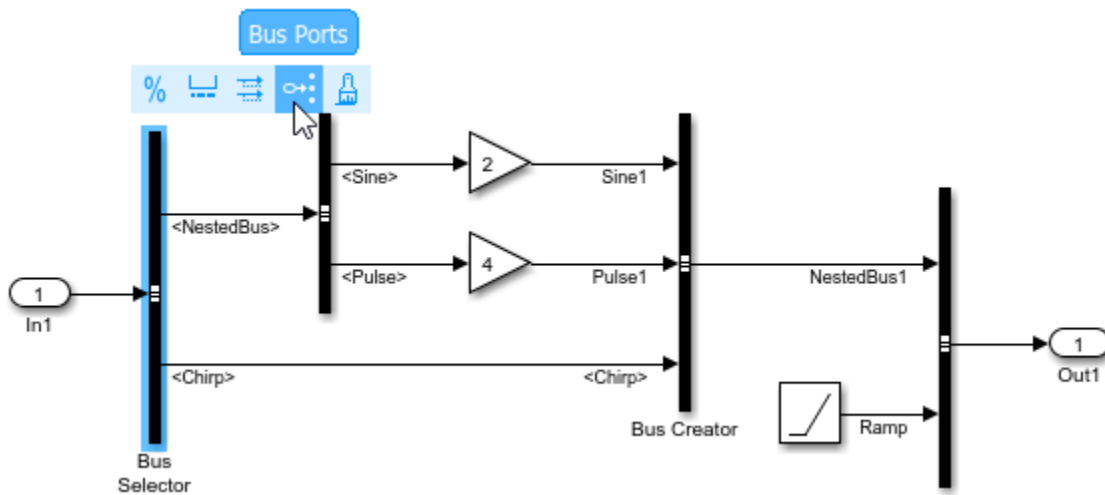 Bus Ports
%
<Sine>
2
Sine1
<NestedBus>
<Pulse>
4
Pulse1
NestedBus1
1
In1
1
Out1
<Chirp>
<Chirp>
Bus Creator
Ramp
Bus
Selector